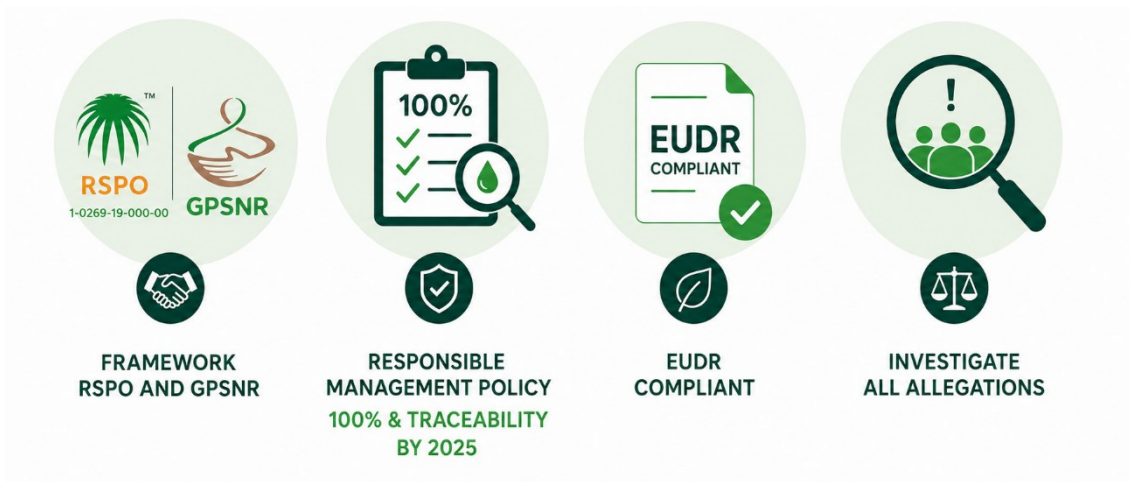 RSPO
™
1-0269-19-000-00
GPSNR
100%
EUDR
COMPLIANT
!
FRAMEWORK
RSPO AND GPSNR
RESPONSIBLE
MANAGEMENT POLICY
100% & TRACEABILITY
BY 2025
EUDR
COMPLIANT
INVESTIGATE
ALL ALLEGATIONS